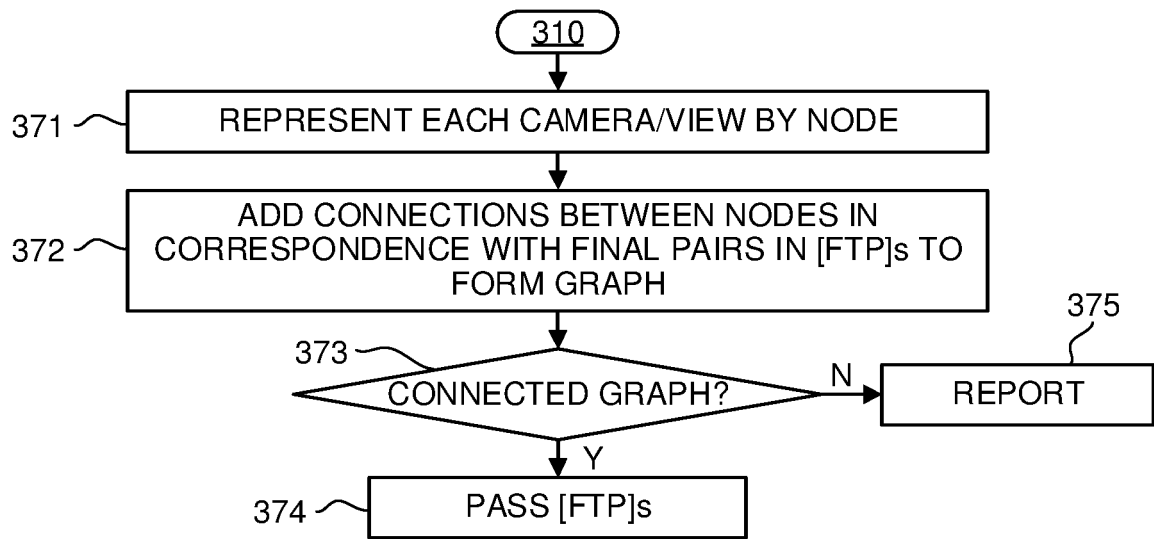 310
371
REPRESENT EACH CAMERA/VIEW BY NODE
372
ADD CONNECTIONS BETWEEN NODES IN
CORRESPONDENCE WITH FINAL PAIRS IN [FTP]s TO
FORM GRAPH
373
CONNECTED GRAPH?
N
375
REPORT
Y
374
PASS [FTP]s